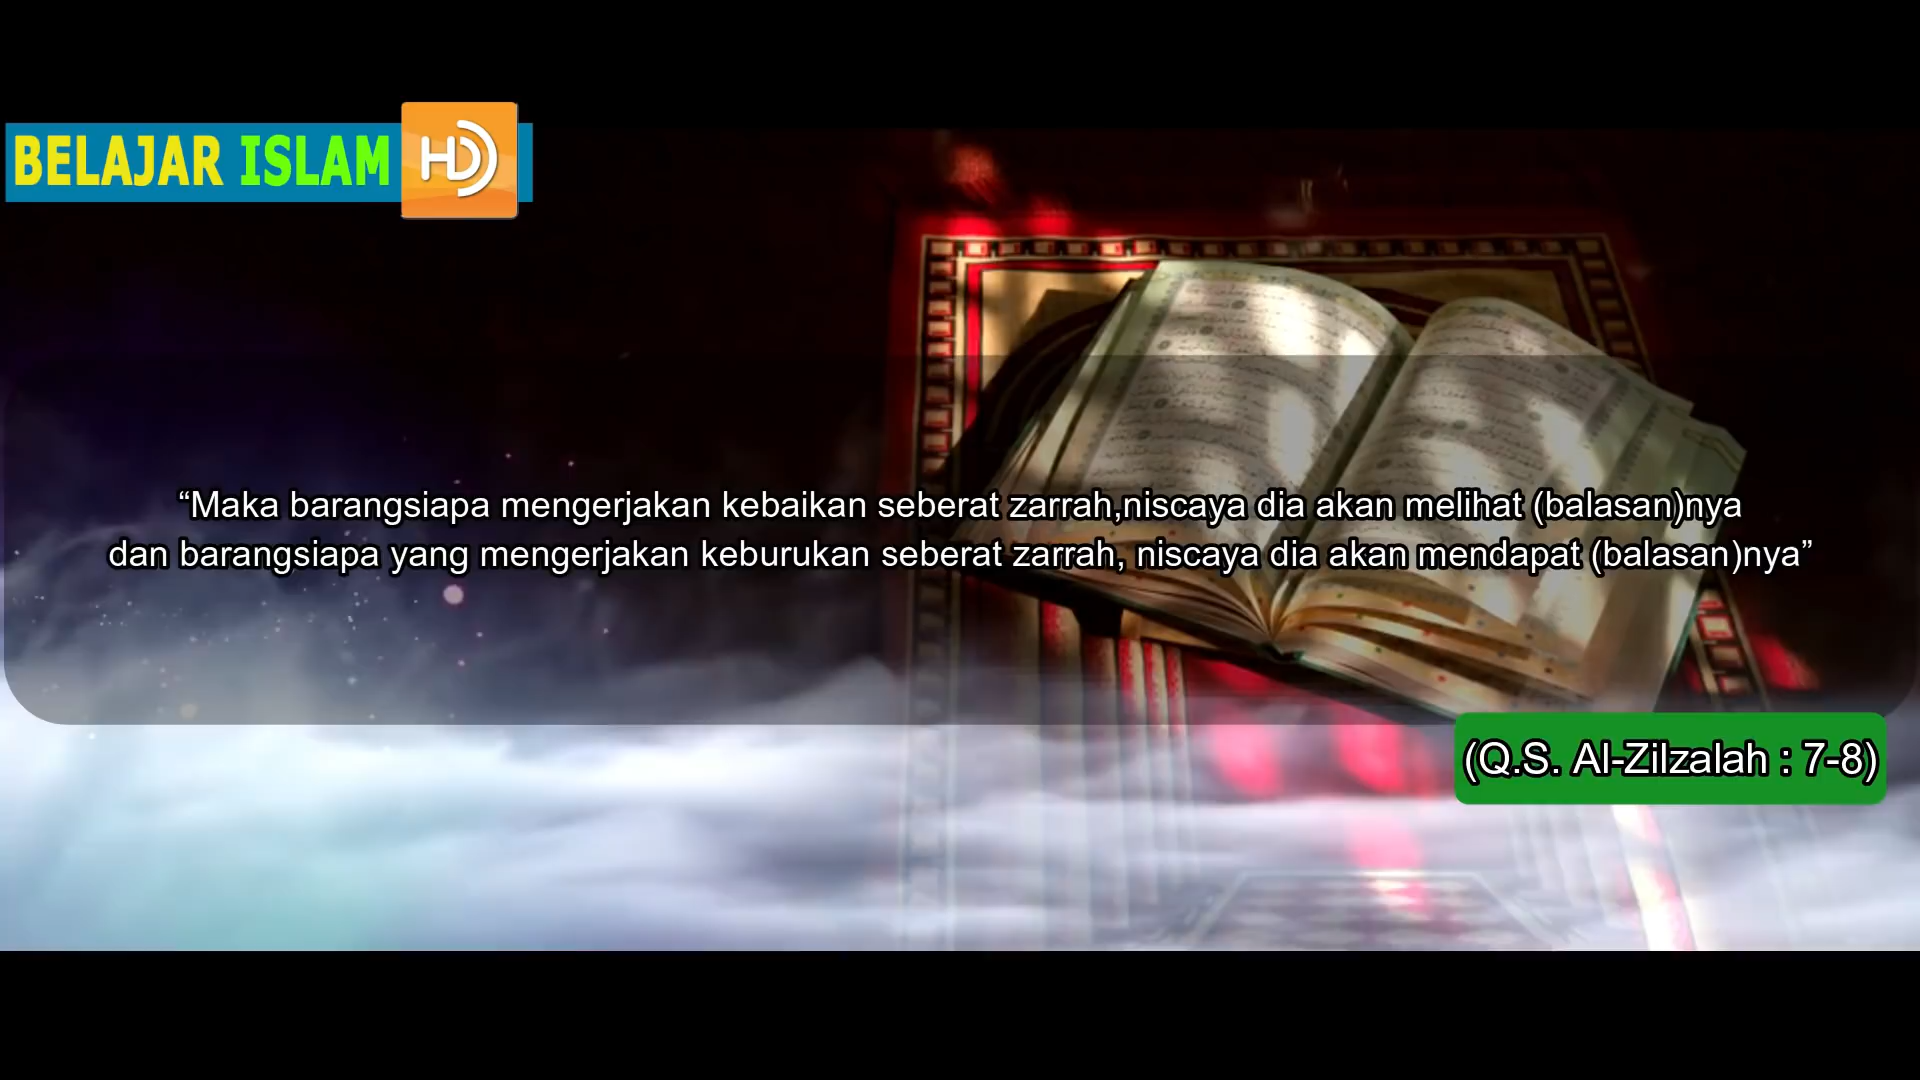 BELAJAR ISLAM HD
“Maka barangsiapa mengerjakan kebaikan seberat zarrah,niscaya dia akan melihat (balasan)nya
dan barangsiapa yang mengerjakan keburukan seberat zarrah, niscaya dia akan mendapat (balasan)nya”
(Q.S. Al-Zilzalah : 7-8)